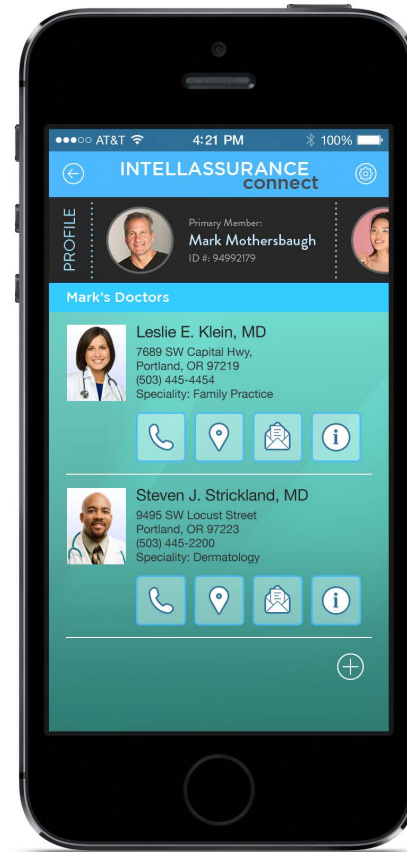 AT&T 4:21 PM 100%
INTELLASSURANCE
connect
PROFILE
Primary Member:
Mark Mothersbaugh
ID #: 94992179
Mark's Doctors
Leslie E. Klein, MD
7689 SW Capital Hwy,
Portland, OR 97219
(503) 445-4454
Speciality: Family Practice
i
Steven J. Strickland, MD
9495 SW Locust Street
Portland, OR 97223
(503) 445-2200
Speciality: Dermatology
i